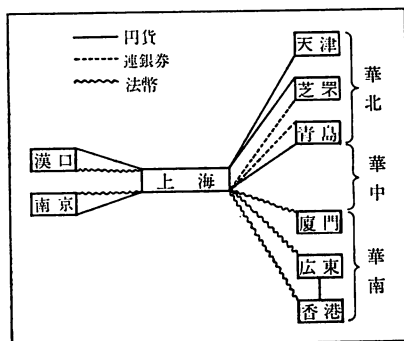 円貨
連銀券
法幣
天津
芝罘
青島
華北
漢口
上海
南京
華中
廈門
広東
香港
華南